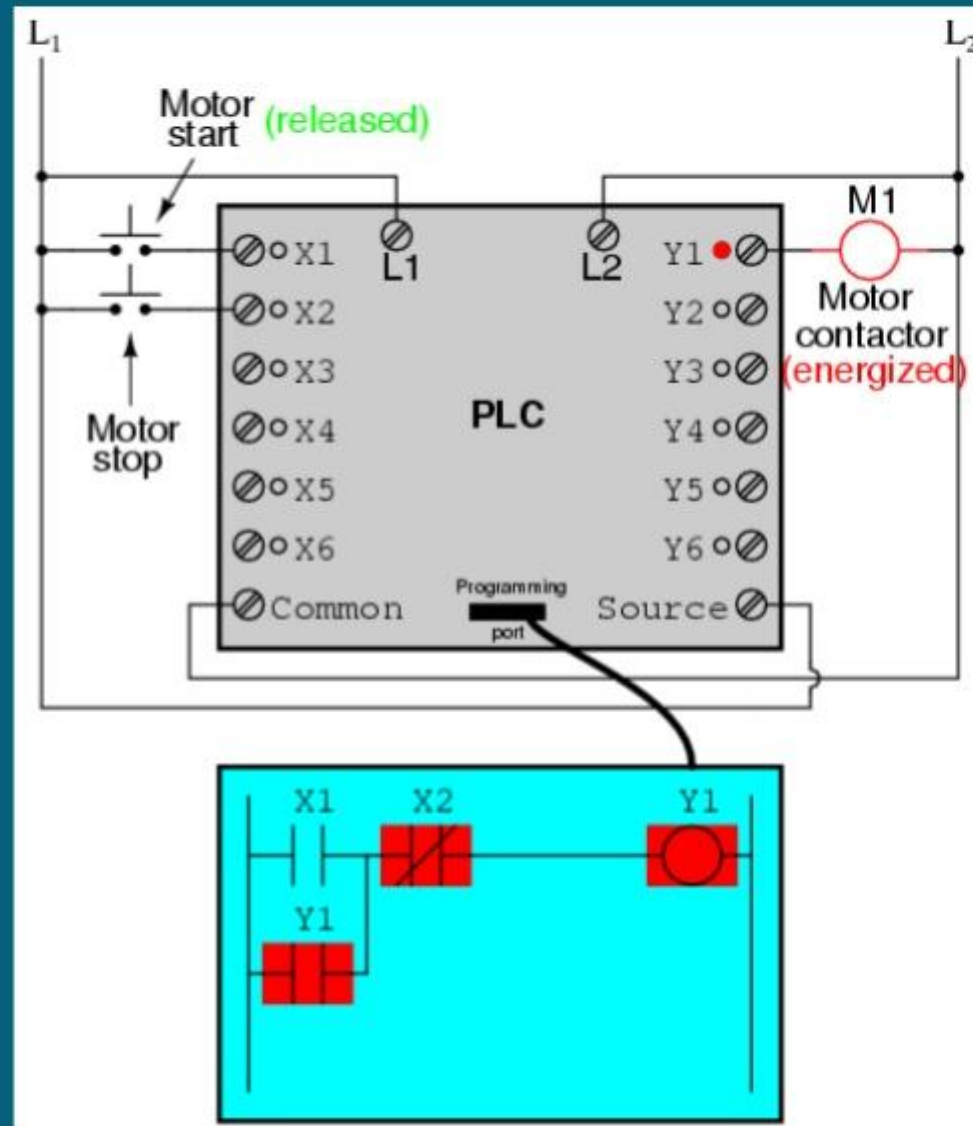 L1
L2
Motor
start (released)
M1
X1
L1
L2
Y1
X2
Y2
Motor
contactor
(energized)
X3
Y3
Motor
stop
PLC
X4
Y4
X5
Y5
X6
Y6
Common
Programming
port
Source
X1
X2
Y1
Y1